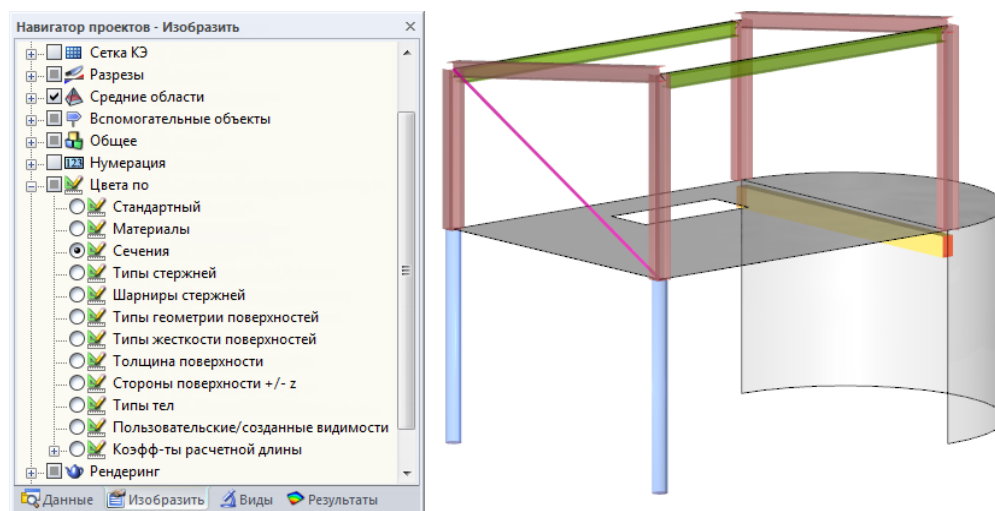 Навигатор проектов - Изобразить
Сетка КЭ
Разрезы
Средние области
Вспомогательные объекты
Общее
123 Нумерация
Цвета по
Стандартный
Материалы
Сечения
Типы стержней
Шарниры стержней
Типы геометрии поверхностей
Типы жесткости поверхностей
Толщина поверхности
Стороны поверхности +/- z
Типы тел
Пользовательские/созданные видимости
Коэфф-ты расчетной длины
Рендеринг
Данные Изобразить Виды Результаты